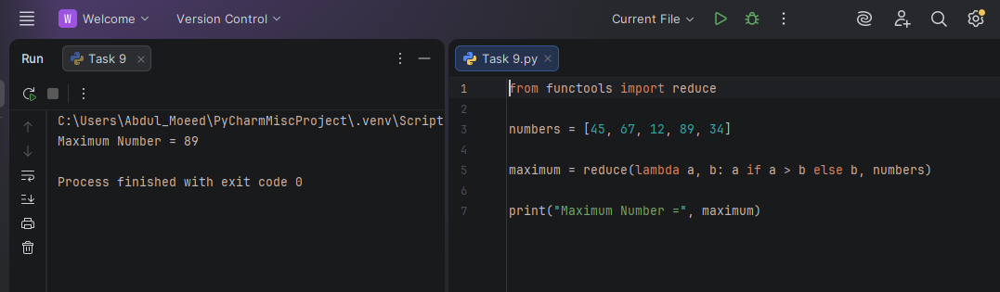 W Welcome Version Control Current File
Run Task 9
C:\Users\Abdul_Moeed\PyCharmMiscProject\.venv\Script
Maximum Number = 89
Process finished with exit code 0
Task 9.py
1 from functools import reduce
2
3 numbers = [45, 67, 12, 89, 34]
4
5 maximum = reduce(lambda a, b: a if a > b else b, numbers)
6
7 print("Maximum Number =", maximum)